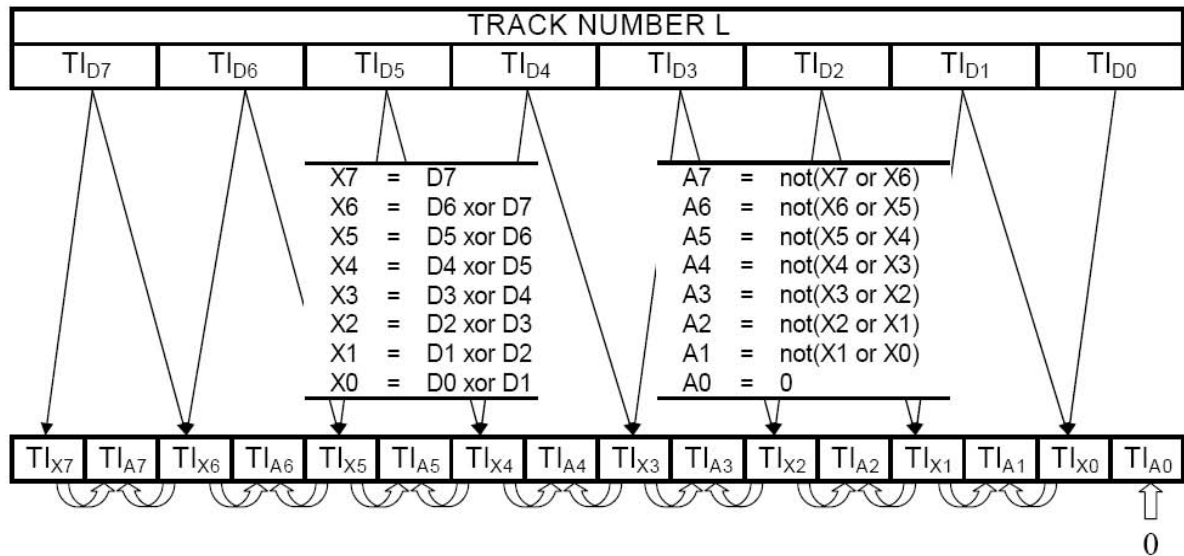 TRACK NUMBER L
TI_D7 TI_D6 TI_D5 TI_D4 TI_D3 TI_D2 TI_D1 TI_D0
X7 = D7
X6 = D6 xor D7
X5 = D5 xor D6
X4 = D4 xor D5
X3 = D3 xor D4
X2 = D2 xor D3
X1 = D1 xor D2
X0 = D0 xor D1
A7 = not(X7 or X6)
A6 = not(X6 or X5)
A5 = not(X5 or X4)
A4 = not(X4 or X3)
A3 = not(X3 or X2)
A2 = not(X2 or X1)
A1 = not(X1 or X0)
A0 = 0
TI_X7 TI_A7 TI_X6 TI_A6 TI_X5 TI_A5 TI_X4 TI_A4 TI_X3 TI_A3 TI_X2 TI_A2 TI_X1 TI_A1 TI_X0 TI_A0
0